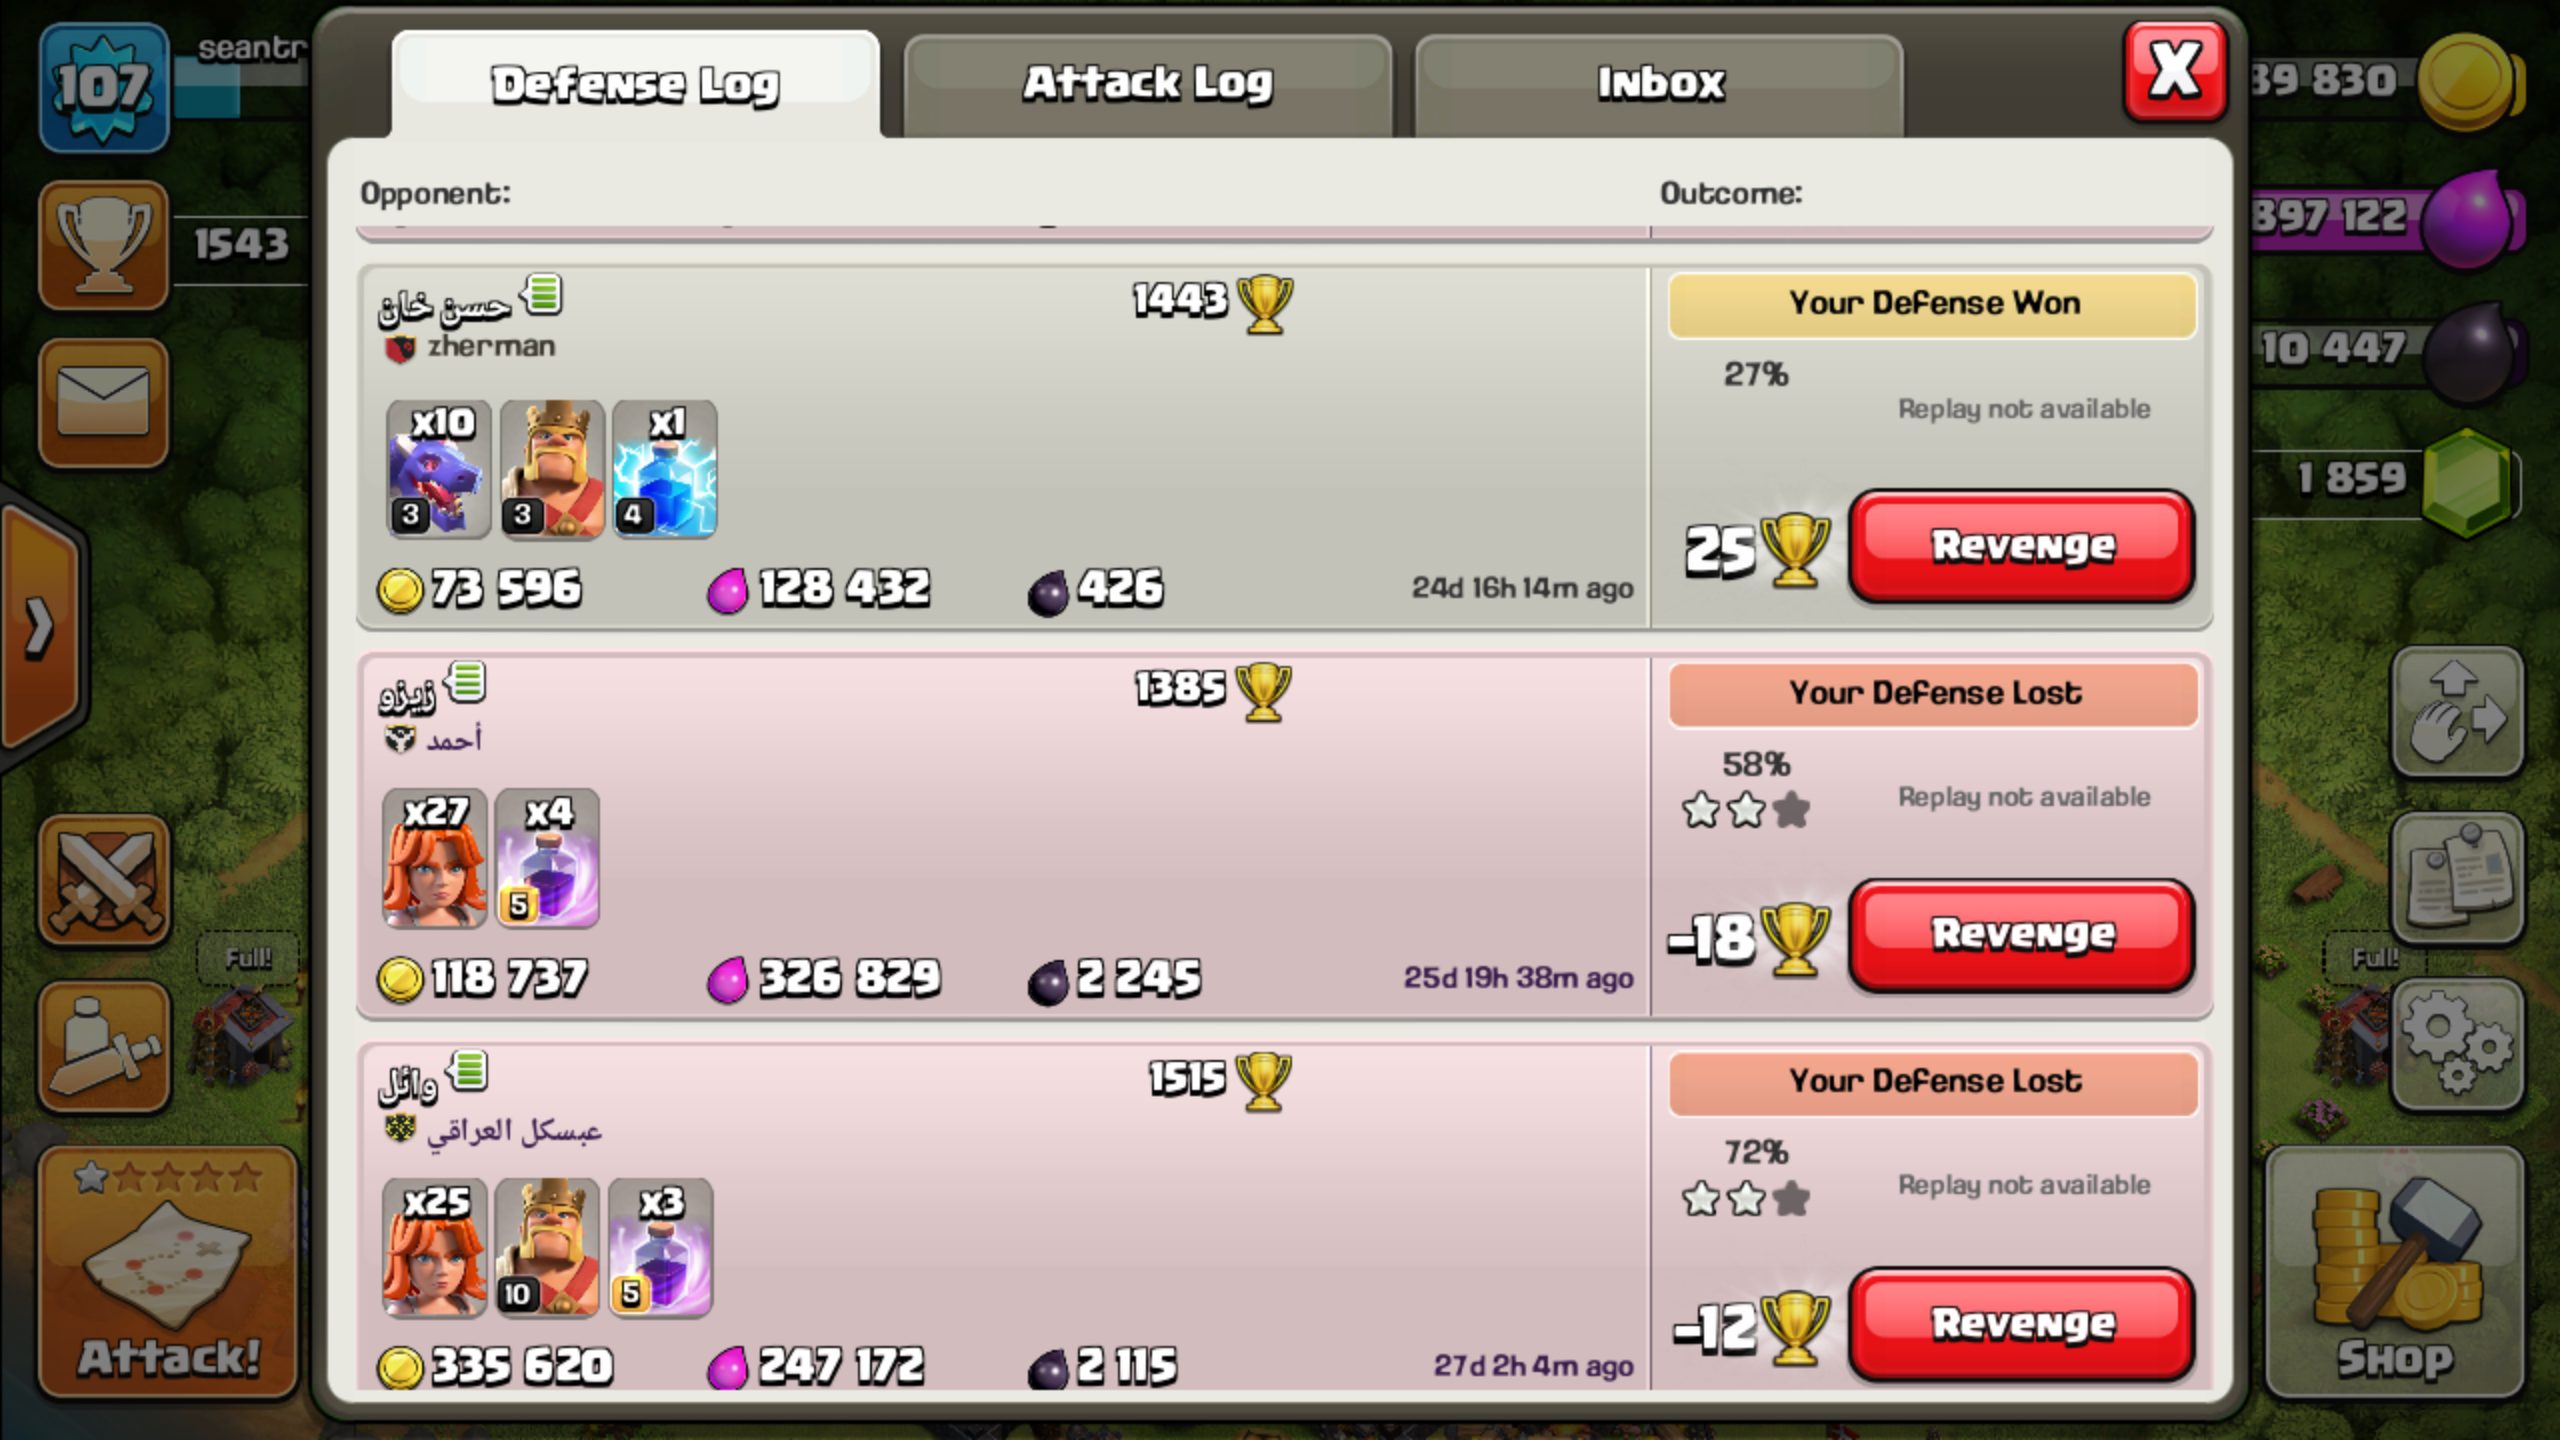 107
seantr
1543
Defense Log
Attack Log
Inbox
X
39 830
897 122
10 447
1 859
Opponent:
Outcome:
حسن خان
1443
zherman
x10
3
3
x1
4
73 596
128 432
426
24d 16h 14m ago
Your Defense Won
27%
Replay not available
25
Revenge
زيزو
1385
أحمد
x27
x4
5
118 737
326 829
2 245
25d 19h 38m ago
Your Defense Lost
58%
Replay not available
-18
Revenge
وائل
1515
عبسكل العراقي
x25
10
x3
5
335 620
247 172
2 115
27d 2h 4m ago
Your Defense Lost
72%
Replay not available
-12
Revenge
Full!
Full!
Attack!
Shop